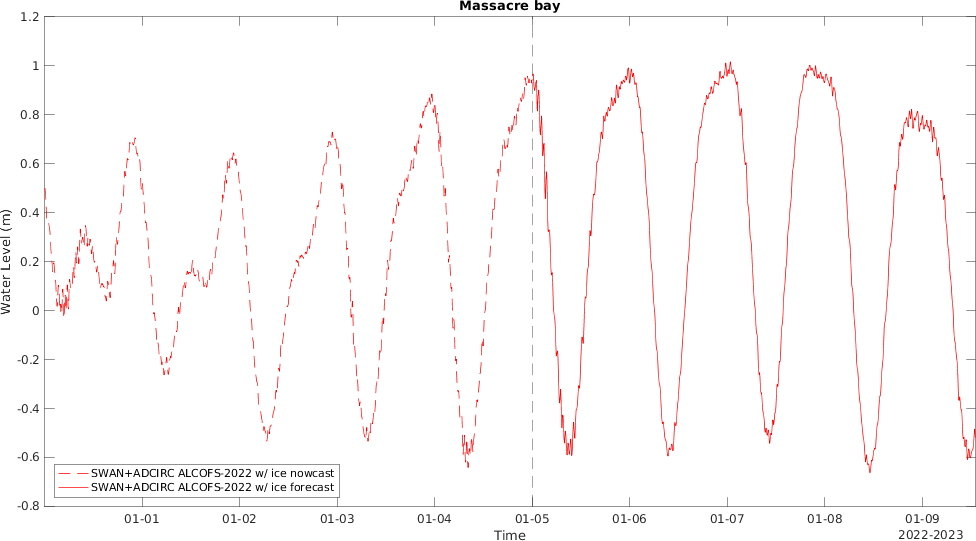 Massacre bay
1.2
1
0.8
0.6
0.4
0.2
0
-0.2
-0.4
-0.6
-0.8
Water Level (m)
SWAN+ADCIRC ALCOFS-2022 w/ ice nowcast
SWAN+ADCIRC ALCOFS-2022 w/ ice forecast
01-01 01-02 01-03 01-04 01-05 01-06 01-07 01-08 01-09
Time
2022-2023